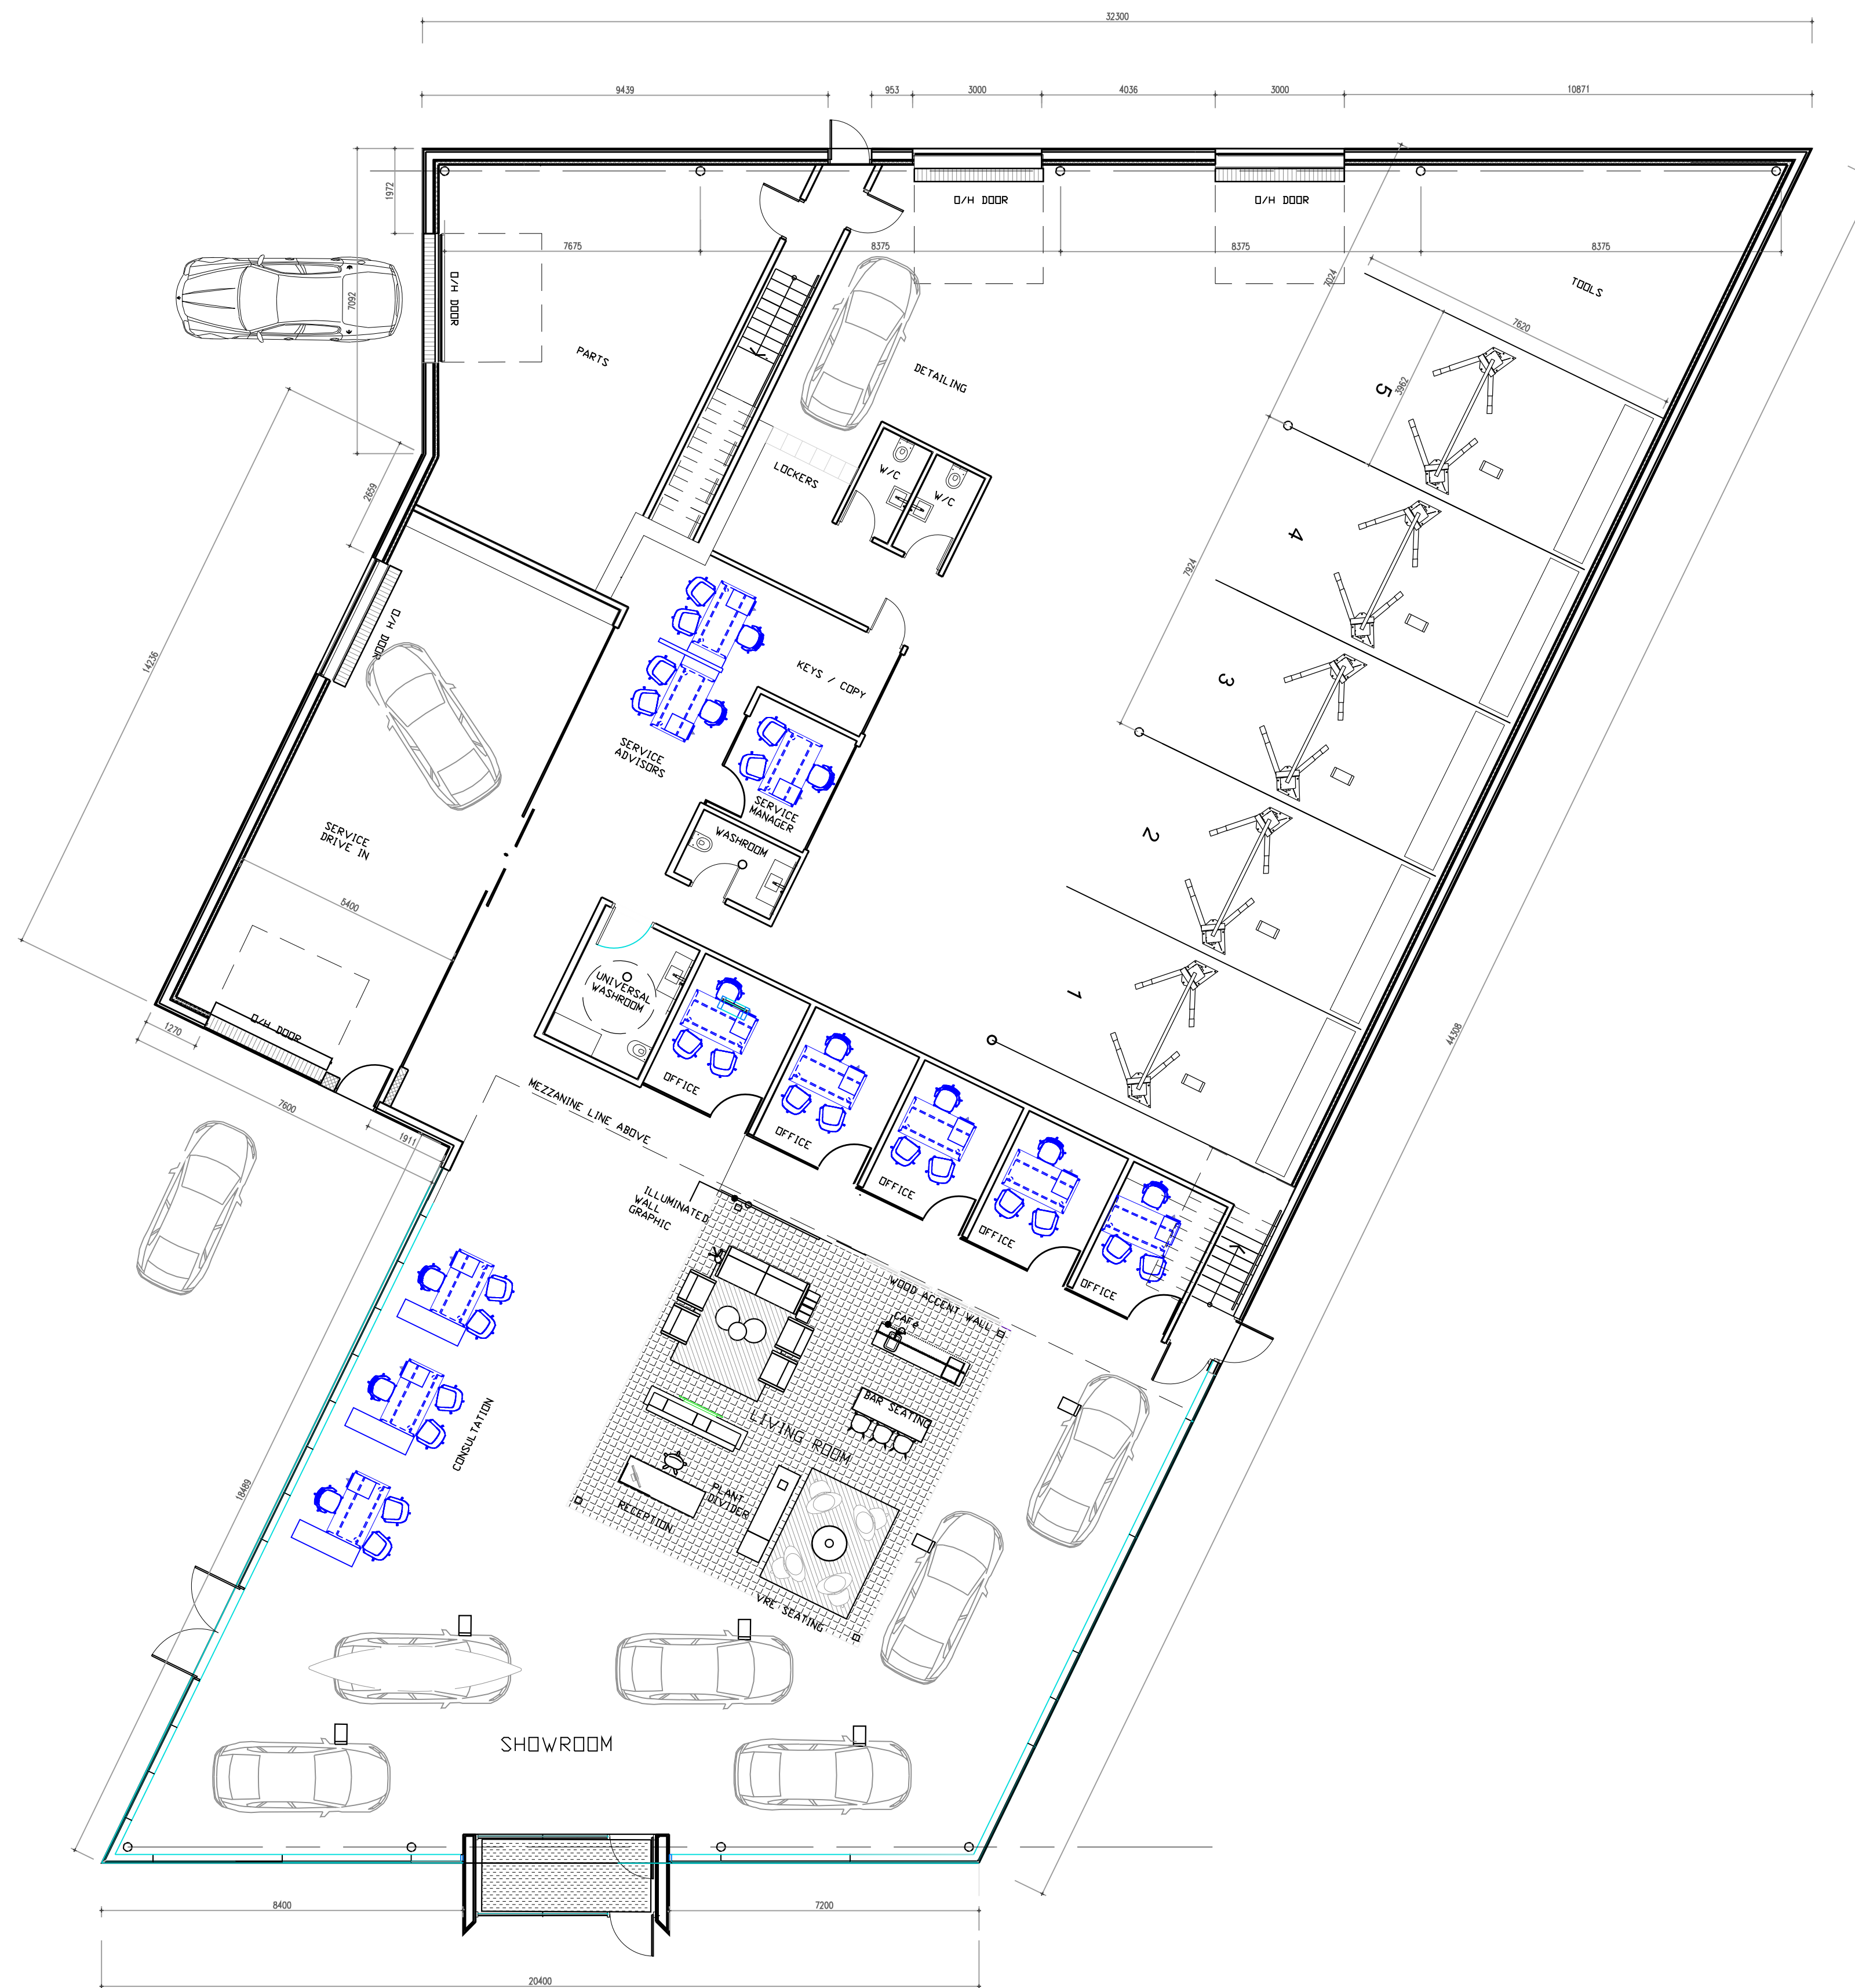 32300
9439
953
3000
4036
3000
10871
1972
O/H DOOR
O/H DOOR
7675
8375
8375
8375
7024
TOOLS
O/H DOOR
7092
7620
PARTS
DETAILING
5
3962
LOCKERS
W/C
W/C
2659
4
7924
O/H DOOR
14236
KEYS / COPY
3
SERVICE
ADVISORS
SERVICE
MANAGER
WASHROOM
2
SERVICE
DRIVE IN
5400
UNIVERSAL
WASHROOM
1
O/H DOOR
1270
44308
OFFICE
7600
MEZZANINE LINE ABOVE
1911
OFFICE
OFFICE
ILLUMINATED
WALL
GRAPHIC
OFFICE
OFFICE
WOOD ACCENT WALL
CAFé
BAR SEATING
LIVING ROOM
CONSULTATION
18489
PLANT
DIVIDER
RECEPTION
VRE SEATING
SHOWROOM
8400
7200
20400